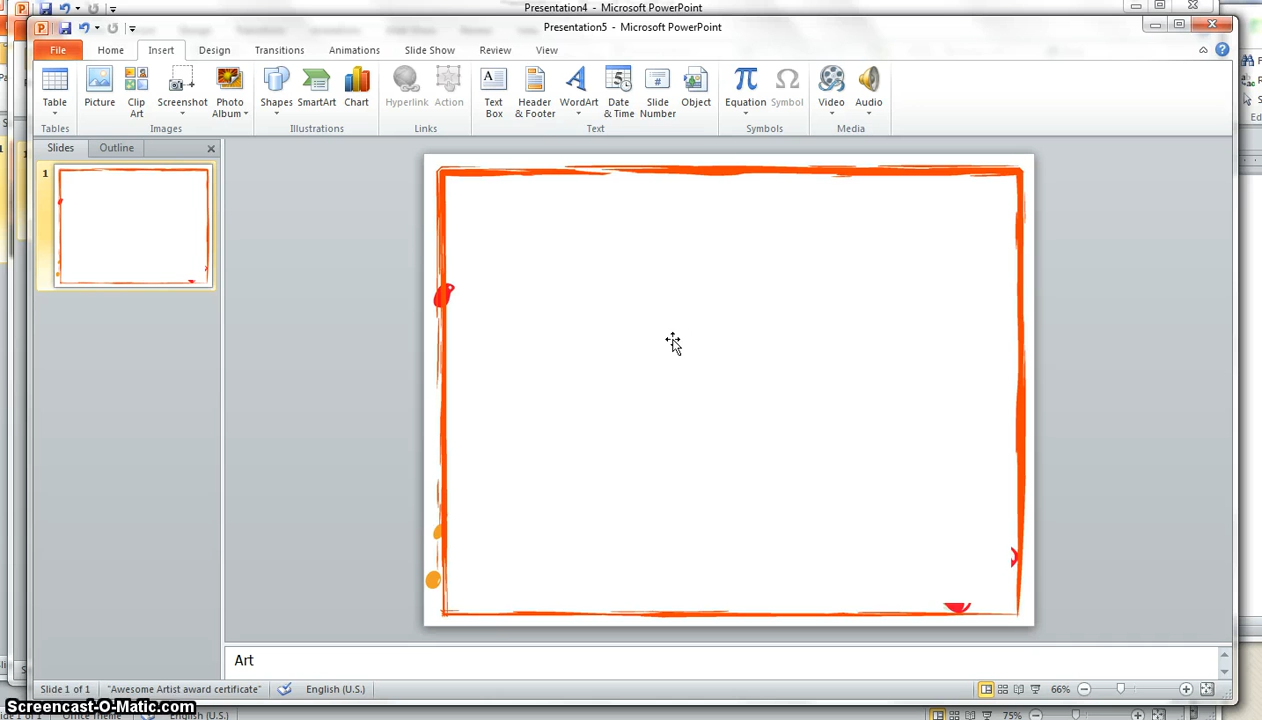 Presentation4 - Microsoft PowerPoint
Presentation5 - Microsoft PowerPoint
File Home Insert Design Transitions Animations Slide Show Review View
Table Picture Clip Art Screenshot Photo Album Shapes SmartArt Chart Hyperlink Action Text Box Header & Footer WordArt Date & Time Slide Number Object Equation Symbol Video Audio
Tables Images Illustrations Links Text Symbols Media
Slides Outline
1
Art
Slide 1 of 1 "Awesome Artist award certificate" English (U.S.) 66%
Screencast-O-Matic.com
75%